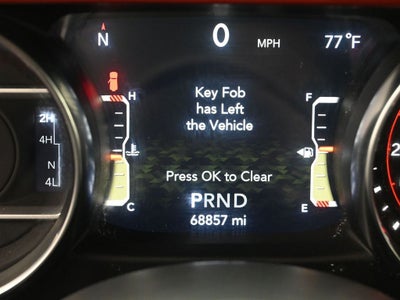 N 0 MPH 77°F
H Key Fob F
has Left
2H the Vehicle
4H
N
4L Press OK to Clear
C PRND E
68857 mi
2